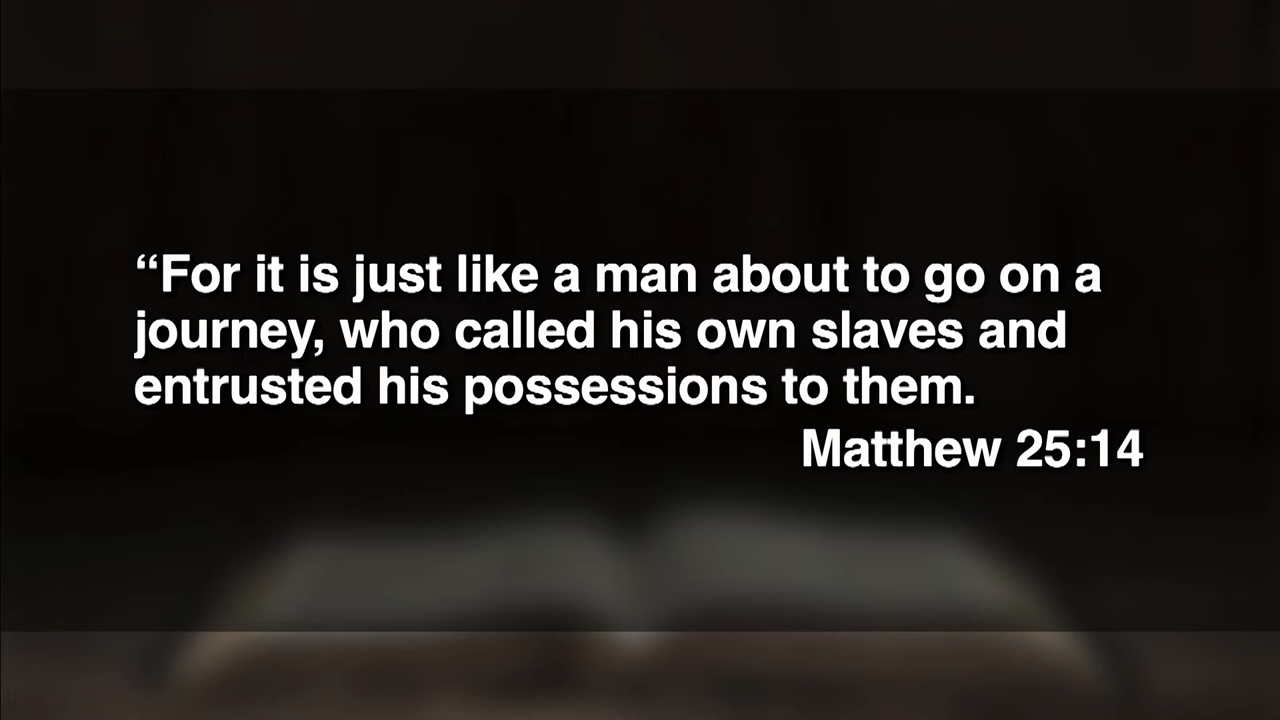 “For it is just like a man about to go on a
journey, who called his own slaves and
entrusted his possessions to them.
Matthew 25:14